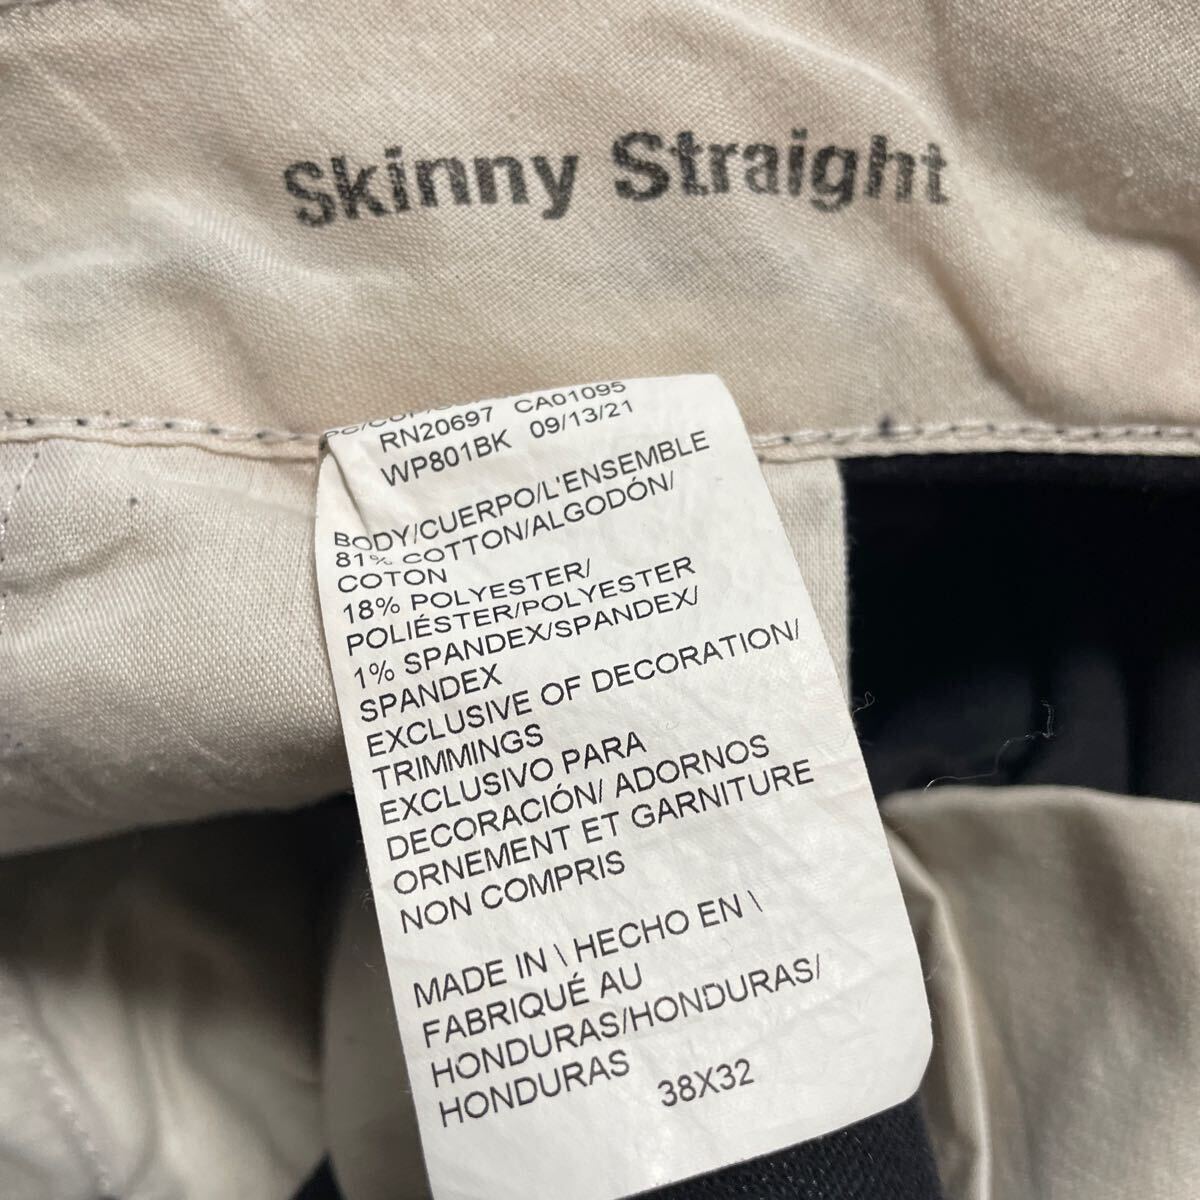 Skinny Straight
RN20697 CA01095
WP801BK 09/13/21
BODY/CUERPO/L'ENSEMBLE
81% COTTON/ALGODÓN/
COTON
18% POLYESTER/
POLIÉSTER/POLYESTER
1% SPANDEX/SPANDEX/
SPANDEX
EXCLUSIVE OF DECORATION/
TRIMMINGS
EXCLUSIVO PARA
DECORACIÓN/ ADORNOS
ORNEMENT ET GARNITURE
NON COMPRIS
MADE IN \ HECHO EN \
FABRIQUÉ AU
HONDURAS/HONDURAS/
HONDURAS
38X32